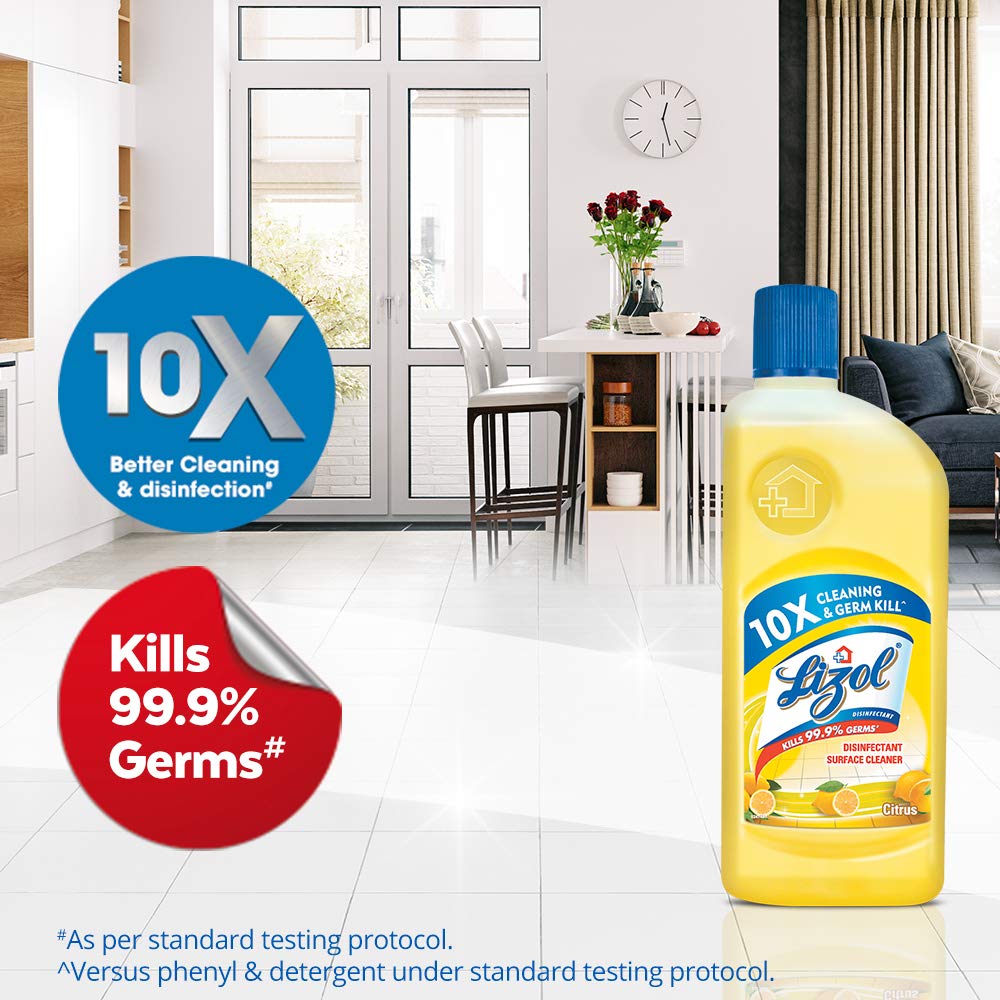 10X
Better Cleaning
& disinfection#
Kills
99.9%
Germs#
10X CLEANING
& GERM KILL^
Lizol®
DISINFECTANT
KILLS 99.9% GERMS^
DISINFECTANT
SURFACE CLEANER
Citrus
#As per standard testing protocol.
^Versus phenyl & detergent under standard testing protocol.